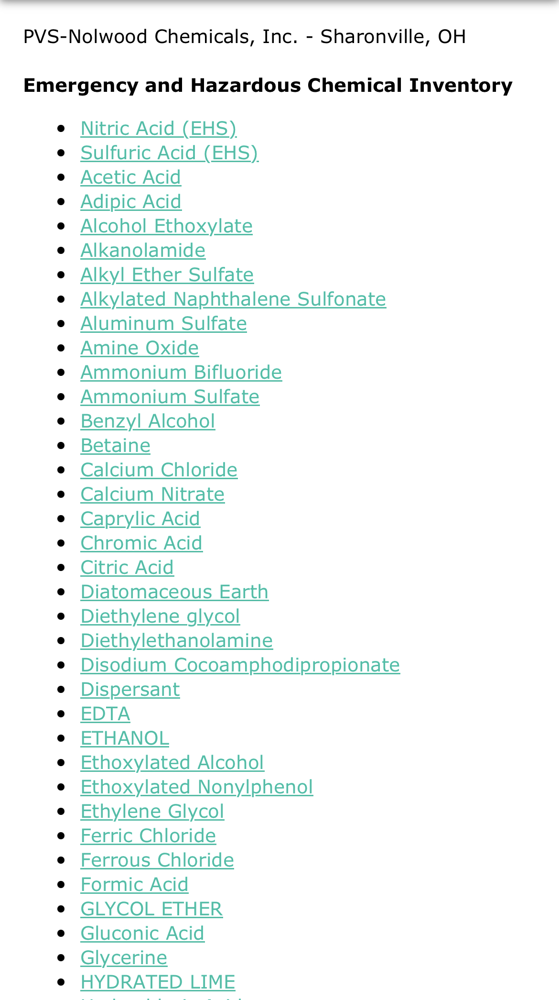 PVS-Nolwood Chemicals, Inc. - Sharonville, OH
Emergency and Hazardous Chemical Inventory
Nitric Acid (EHS)
Sulfuric Acid (EHS)
Acetic Acid
Adipic Acid
Alcohol Ethoxylate
Alkanolamide
Alkyl Ether Sulfate
Alkylated Naphthalene Sulfonate
Aluminum Sulfate
Amine Oxide
Ammonium Bifluoride
Ammonium Sulfate
Benzyl Alcohol
Betaine
Calcium Chloride
Calcium Nitrate
Caprylic Acid
Chromic Acid
Citric Acid
Diatomaceous Earth
Diethylene glycol
Diethylethanolamine
Disodium Cocoamphodipropionate
Dispersant
EDTA
ETHANOL
Ethoxylated Alcohol
Ethoxylated Nonylphenol
Ethylene Glycol
Ferric Chloride
Ferrous Chloride
Formic Acid
GLYCOL ETHER
Gluconic Acid
Glycerine
HYDRATED LIME